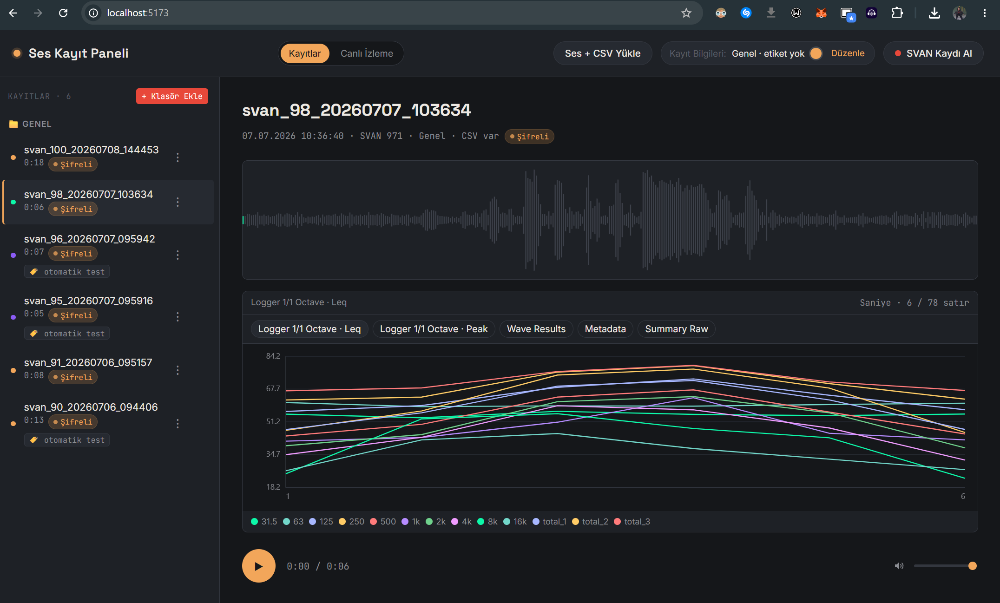 localhost:5173
Ses Kayıt Paneli
Kayıtlar
Canlı İzleme
Ses + CSV Yükle
Kayıt Bilgileri: Genel · etiket yok
Düzenle
SVAN Kaydı Al
KAYITLAR · 6
+ Klasör Ekle
GENEL
svan_100_20260708_144453
0:18 Şifreli
svan_98_20260707_103634
0:06 Şifreli
svan_96_20260707_095942
0:07 Şifreli
otomatik test
svan_95_20260707_095916
0:05 Şifreli
otomatik test
svan_91_20260706_095157
0:08 Şifreli
svan_90_20260706_094406
0:13 Şifreli
otomatik test
svan_98_20260707_103634
07.07.2026 10:36:40 · SVAN 971 · Genel · CSV var Şifreli
Logger 1/1 Octave · Leq
Saniye · 6 / 78 satır
Logger 1/1 Octave · Leq
Logger 1/1 Octave · Peak
Wave Results
Metadata
Summary Raw
84.2
67.7
51.2
34.7
18.2
1
6
31.5 63 125 250 500 1k 2k 4k 8k 16k total_1 total_2 total_3
0:00 / 0:06